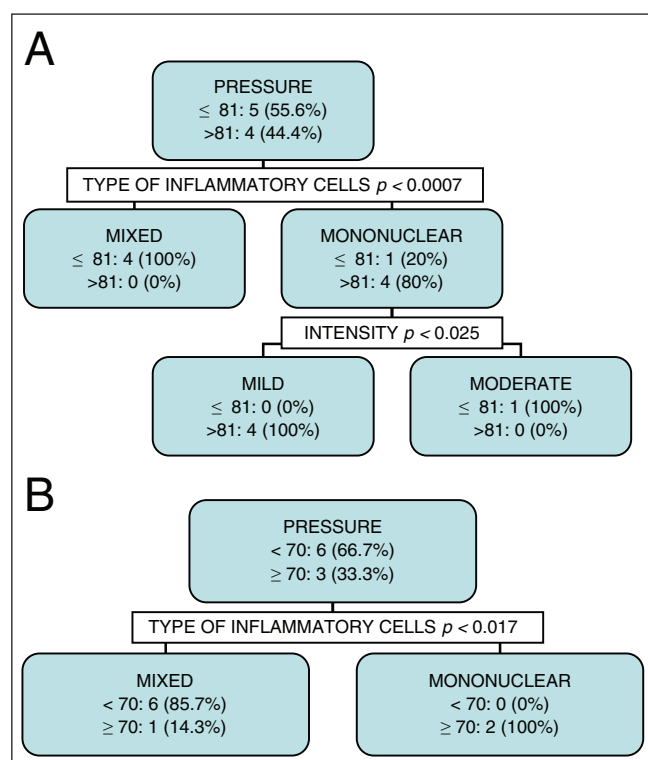 A
PRESSURE
≤ 81: 5 (55.6%)
>81: 4 (44.4%)
TYPE OF INFLAMMATORY CELLS p < 0.0007
MIXED
≤ 81: 4 (100%)
>81: 0 (0%)
MONONUCLEAR
≤ 81: 1 (20%)
>81: 4 (80%)
INTENSITY p < 0.025
MILD
≤ 81: 0 (0%)
>81: 4 (100%)
MODERATE
≤ 81: 1 (100%)
>81: 0 (0%)
B
PRESSURE
< 70: 6 (66.7%)
≥ 70: 3 (33.3%)
TYPE OF INFLAMMATORY CELLS p < 0.017
MIXED
< 70: 6 (85.7%)
≥ 70: 1 (14.3%)
MONONUCLEAR
< 70: 0 (0%)
≥ 70: 2 (100%)